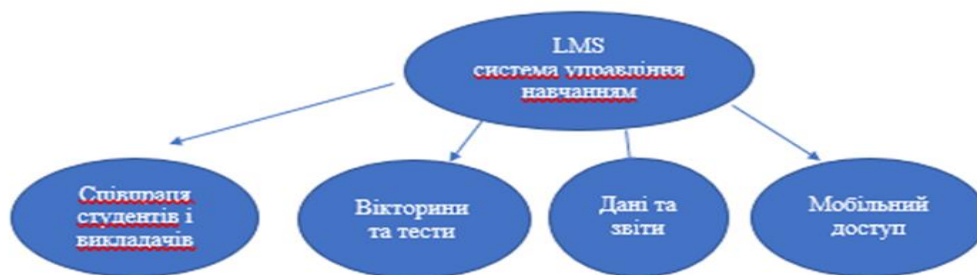 LMS
система управління
навчанням
Співпраця
студентів і
викладачів
Вікторини
та тести
Дані та
звіти
Мобільний
доступ